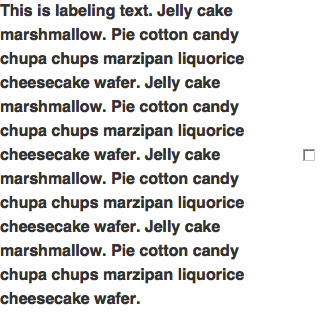 This is labeling text. Jelly cake
marshmallow. Pie cotton candy
chupa chups marzipan liquorice
cheesecake wafer. Jelly cake
marshmallow. Pie cotton candy
chupa chups marzipan liquorice
cheesecake wafer. Jelly cake
marshmallow. Pie cotton candy
chupa chups marzipan liquorice
cheesecake wafer. Jelly cake
marshmallow. Pie cotton candy
chupa chups marzipan liquorice
cheesecake wafer.